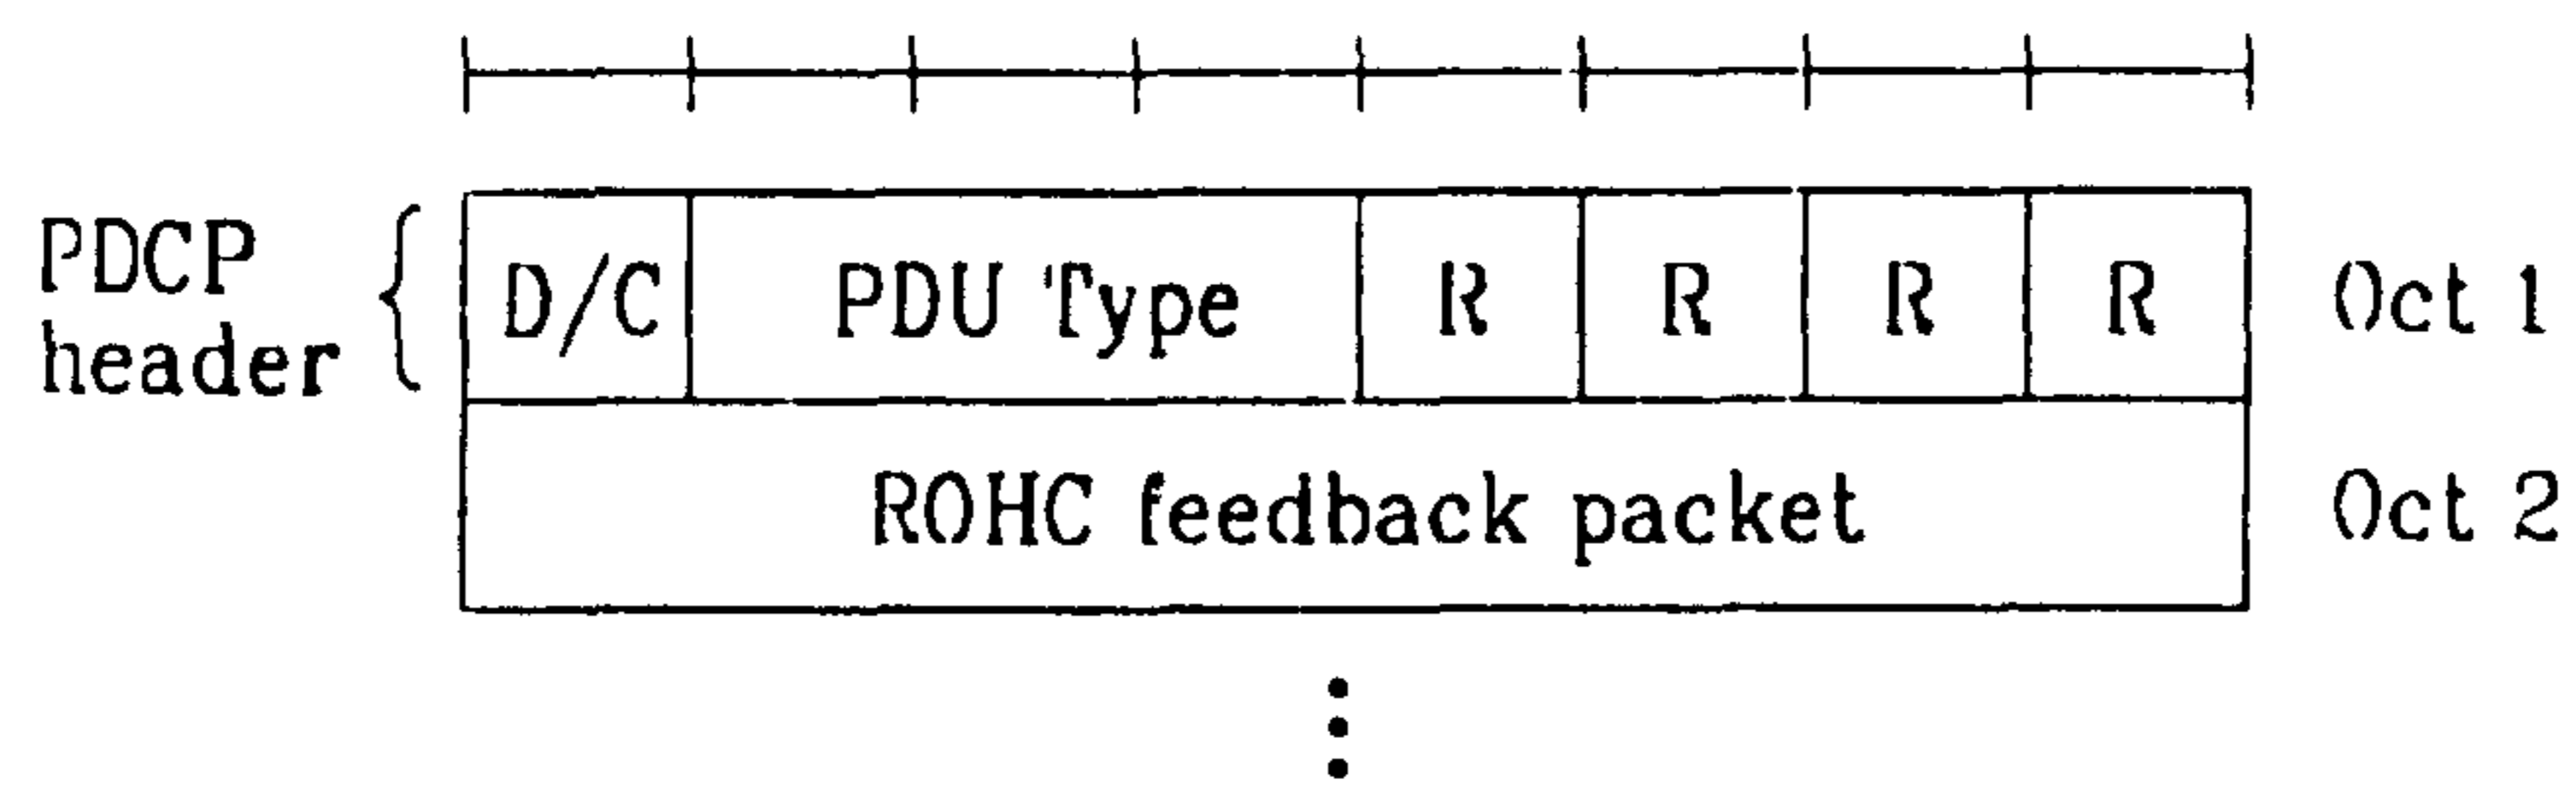 PDCP
header
D/C PDU Type R R R R Oct 1
ROHC feedback packet Oct 2